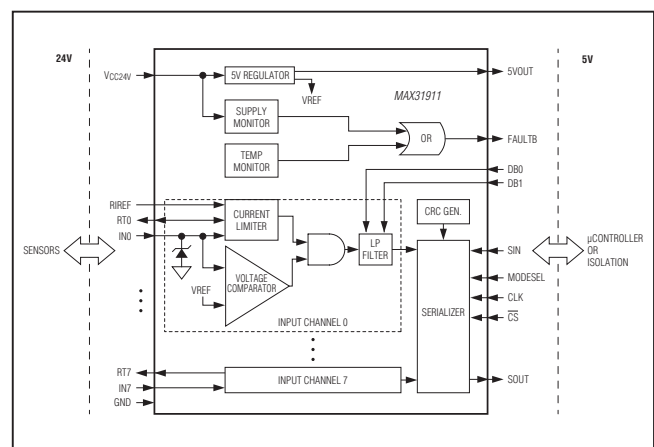 24V
5V
VCC24V
5V REGULATOR
VREF
MAX31911
5VOUT
SUPPLY
MONITOR
OR
FAULTB
TEMP
MONITOR
DB0
DB1
RIREF
RT0
IN0
CURRENT
LIMITER
LP
FILTER
CRC GEN.
SENSORS
VREF
VOLTAGE
COMPARATOR
INPUT CHANNEL 0
SERIALIZER
SIN
MODESEL
CLK
CS
µCONTROLLER
OR
ISOLATION
RT7
IN7
GND
INPUT CHANNEL 7
SOUT